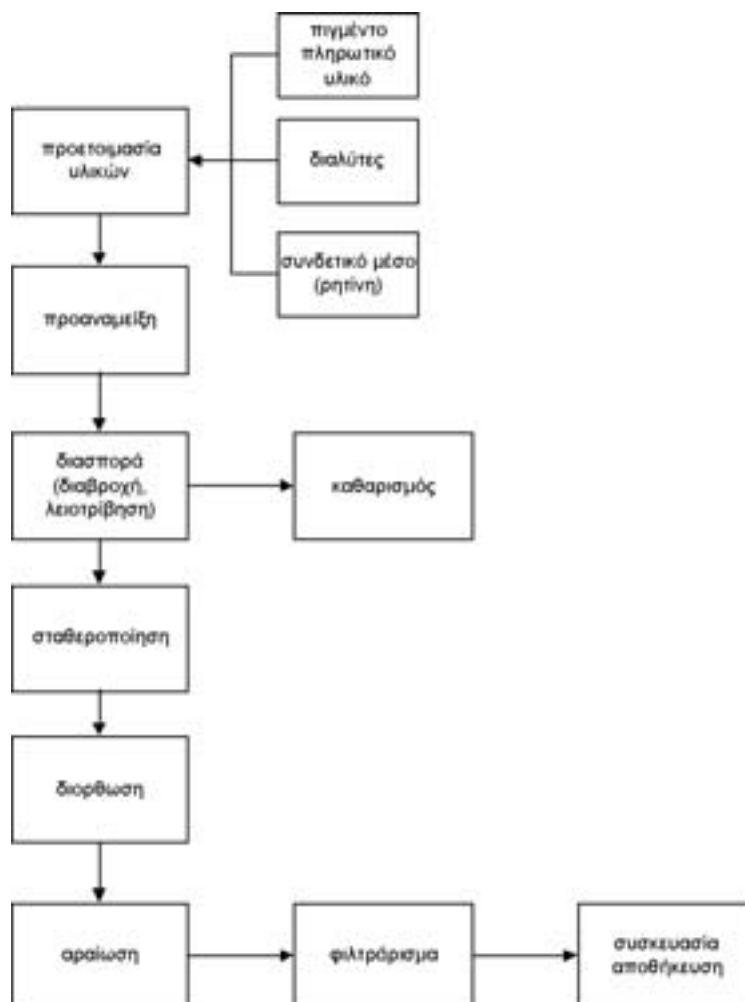 πιγμέντο
πληρωτικό
υλικό
προετοιμασία
υλικών
διαλύτες
συνδετικό μέσο
(ρητίνη)
προαναμείξη
διασπορά
(διαβροχή,
λειοτρίβηση)
καθαρισμός
σταθεροποίηση
διορθωση
αραίωση
φιλτράρισμα
συσκευασία
αποθήκευση